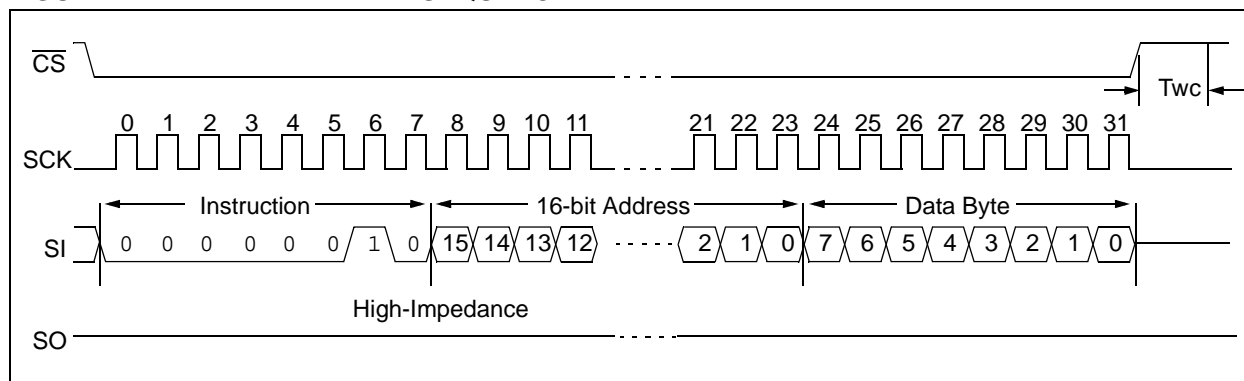 CS
Twc
0 1 2 3 4 5 6 7 8 9 10 11 21 22 23 24 25 26 27 28 29 30 31
SCK
Instruction 16-bit Address Data Byte
SI 0 0 0 0 0 0 1 0 15 14 13 12 2 1 0 7 6 5 4 3 2 1 0
High-Impedance
SO